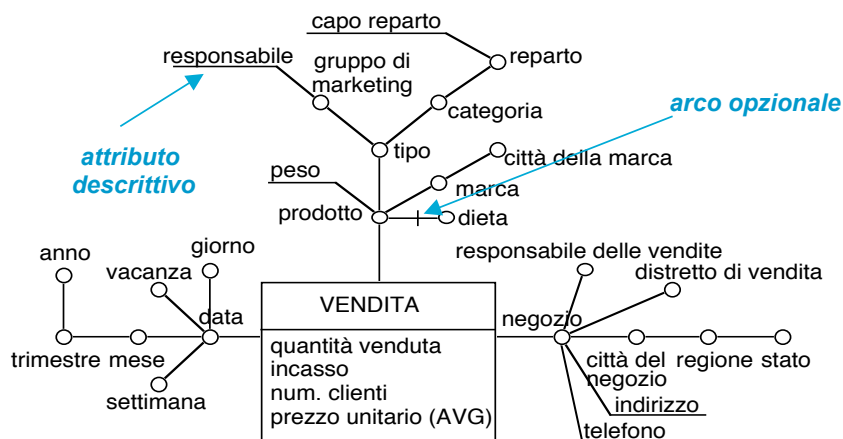 capo reparto
responsabile
gruppo di
marketing
reparto
categoria
arco opzionale
attributo
descrittivo
tipo
città della marca
peso
marca
prodotto
dieta
anno
giorno
vacanza
responsabile delle vendite
distretto di vendita
data
VENDITA
negozio
trimestre mese
quantità venduta
incasso
num. clienti
prezzo unitario (AVG)
città del regione stato
negozio
settimana
indirizzo
telefono